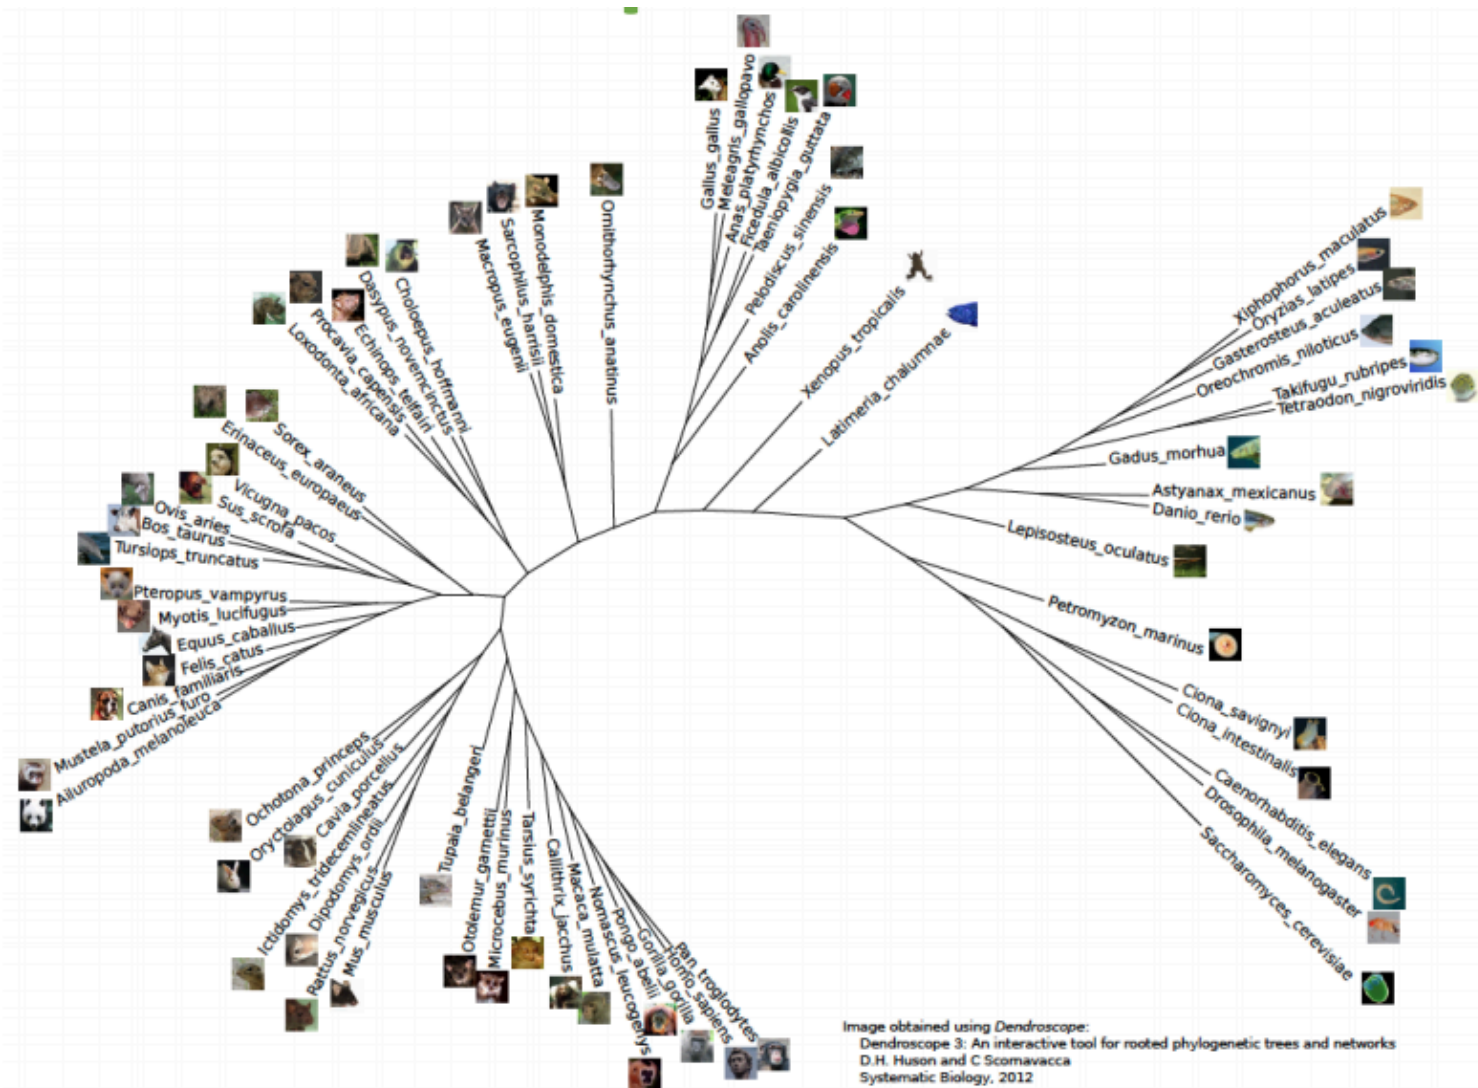 Gallus_gallus
Meleagris_gallopavo
Anas_platyrhynchos
Ficedula_albicollis
Taeniopygia_guttata
Pelodiscus_sinensis
Anolis_carolinensis
Xenopus_tropicalis
Latimeria_chalumnae
Xiphophorus_maculatus
Oryzias_latipes
Gasterosteus_aculeatus
Oreochromis_niloticus
Takifugu_rubripes
Tetraodon_nigroviridis
Gadus_morhua
Astyanax_mexicanus
Danio_rerio
Lepisosteus_oculatus
Petromyzon_marinus
Ciona_savignyi
Ciona_intestinalis
Caenorhabditis_elegans
Drosophila_melanogaster
Saccharomyces_cerevisiae
Pan_troglodytes
Homo_sapiens
Gorilla_gorilla
Pongo_abelii
Nomascus_leucogenys
Macaca_mulatta
Callithrix_jacchus
Tarsius_syrichta
Microcebus_murinus
Otolemur_garnettii
Tupaia_belangeri
Mus_musculus
Rattus_norvegicus
Dipodomys_ordii
Ictidomys_tridecemlineatus
Cavia_porcellus
Oryctolagus_cuniculus
Ochotona_princeps
Ailuropoda_melanoleuca
Mustela_putorius_furo
Canis_familiaris
Felis_catus
Equus_caballus
Myotis_lucifugus
Pteropus_vampyrus
Tursiops_truncatus
Bos_taurus
Ovis_aries
Sus_scrofa
Vicugna_pacos
Erinaceus_europaeus
Sorex_araneus
Loxodonta_africana
Procavia_capensis
Echinops_telfairi
Dasypus_novemcinctus
Choloepus_hoffmanni
Macropus_eugenii
Sarcophilus_harrisii
Monodelphis_domestica
Ornithorhynchus_anatinus
Image obtained using Dendroscope:
Dendroscope 3: An interactive tool for rooted phylogenetic trees and networks
D.H. Huson and C Scornavacca
Systematic Biology, 2012